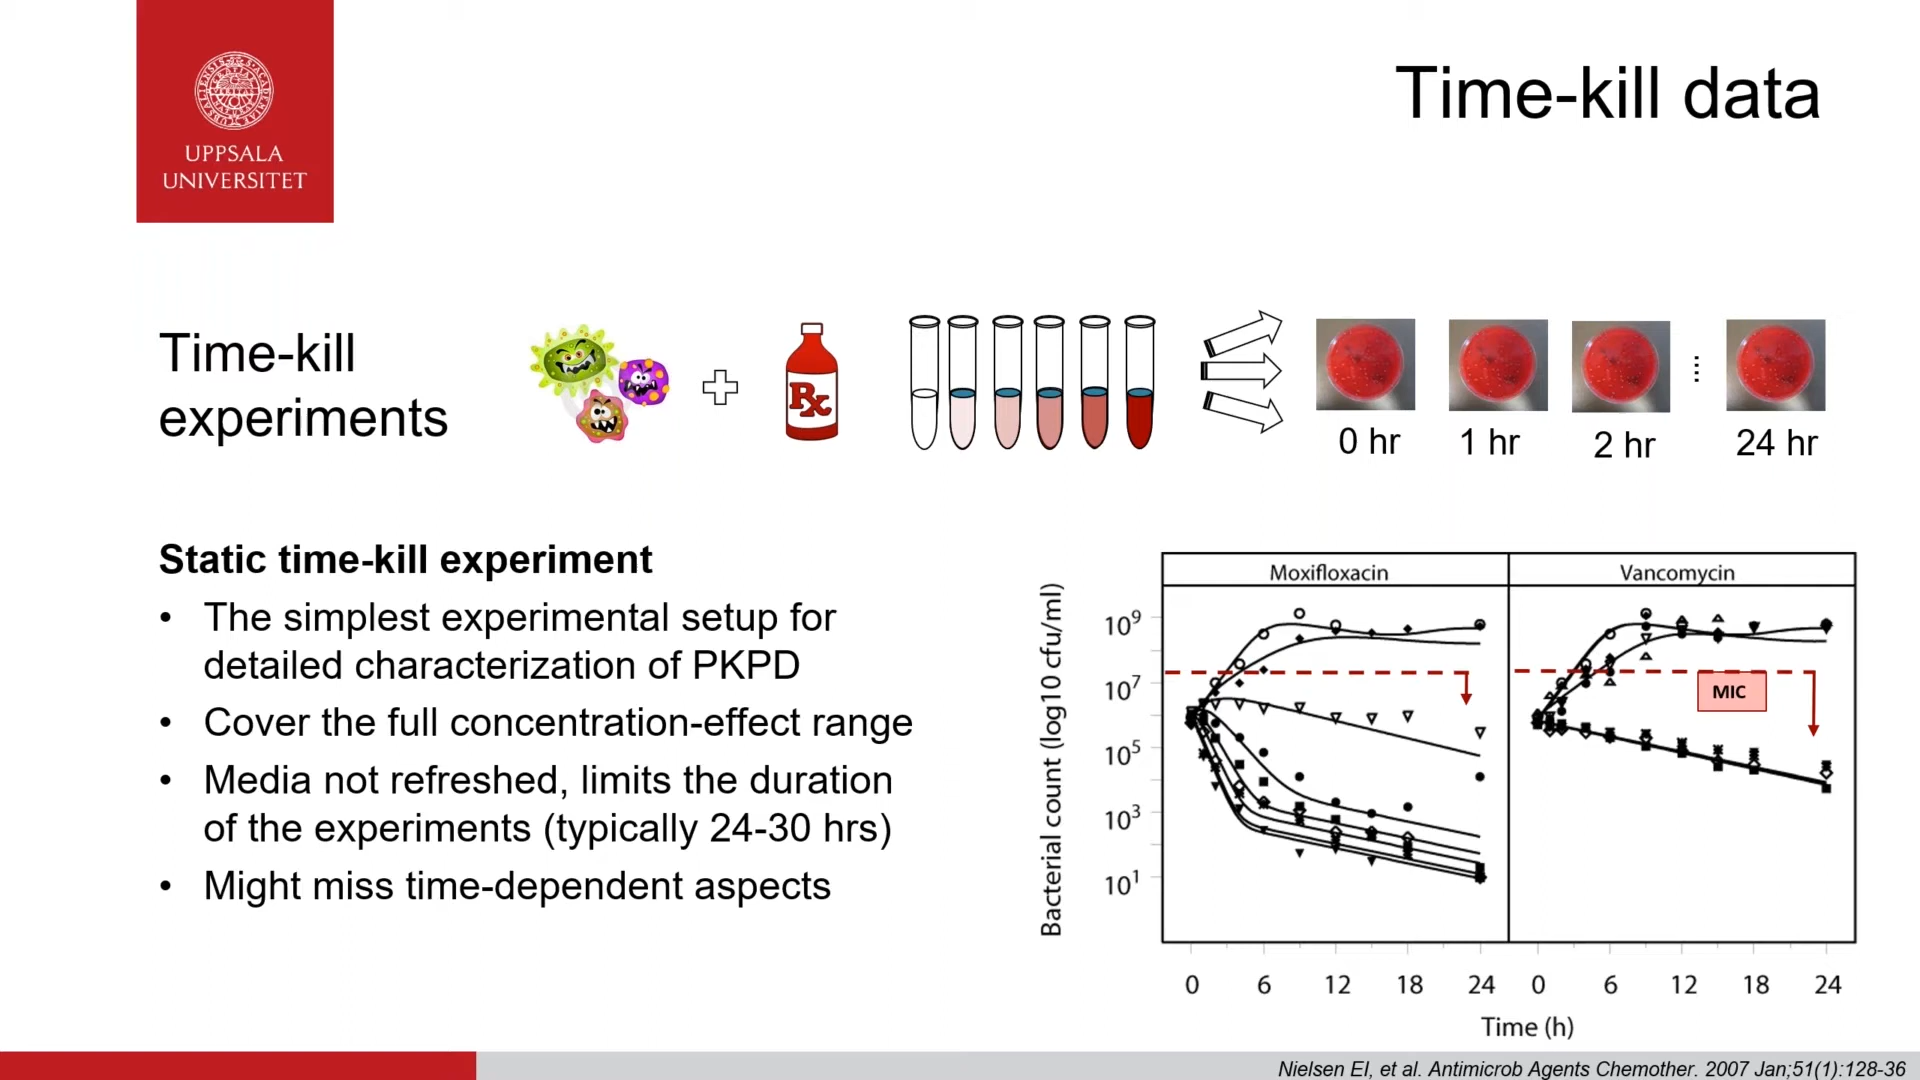 UPPSALA
UNIVERSITET
Time-kill data
Time-kill
experiments
Rx
0 hr
1 hr
2 hr
24 hr
Static time-kill experiment
• The simplest experimental setup for
detailed characterization of PKPD
• Cover the full concentration-effect range
• Media not refreshed, limits the duration
of the experiments (typically 24-30 hrs)
• Might miss time-dependent aspects
Moxifloxacin
Vancomycin
Bacterial count (log10 cfu/ml)
10⁹
10⁷
10⁵
10³
10¹
MIC
0 6 12 18 24 0 6 12 18 24
Time (h)
Nielsen EI, et al. Antimicrob Agents Chemother. 2007 Jan;51(1):128-36